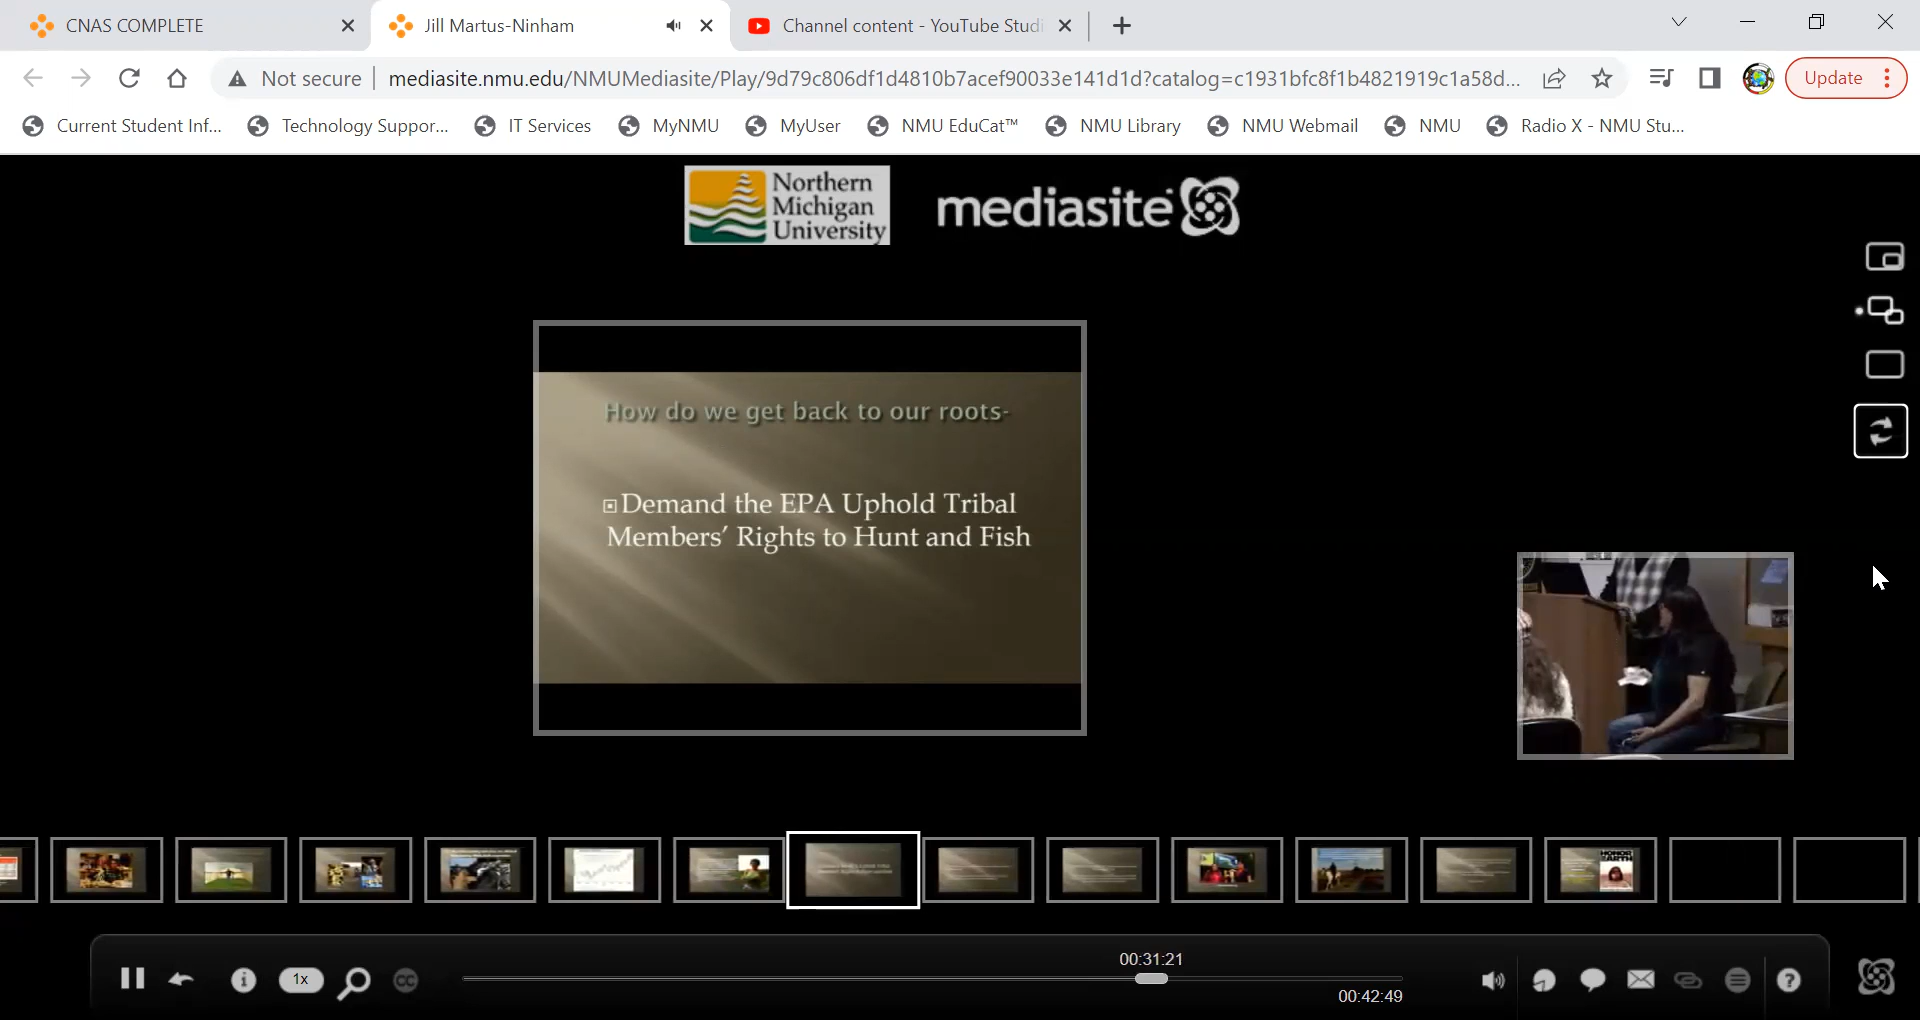 CNAS COMPLETE
Jill Martus-Ninham
Channel content - YouTube Studi
Not secure
mediasite.nmu.edu/NMUMediasite/Play/9d79c806df1d4810b7acef90033e141d1d?catalog=c1931bfc8f1b4821919c1a58d...
Update
Current Student Inf...
Technology Suppor...
IT Services
MyNMU
MyUser
NMU EduCat™
NMU Library
NMU Webmail
NMU
Radio X - NMU Stu...
Northern
Michigan
University
mediasite
How do we get back to our roots-
Demand the EPA Uphold Tribal
Members’ Rights to Hunt and Fish
HONOR
1x
CC
00:31:21
00:42:49